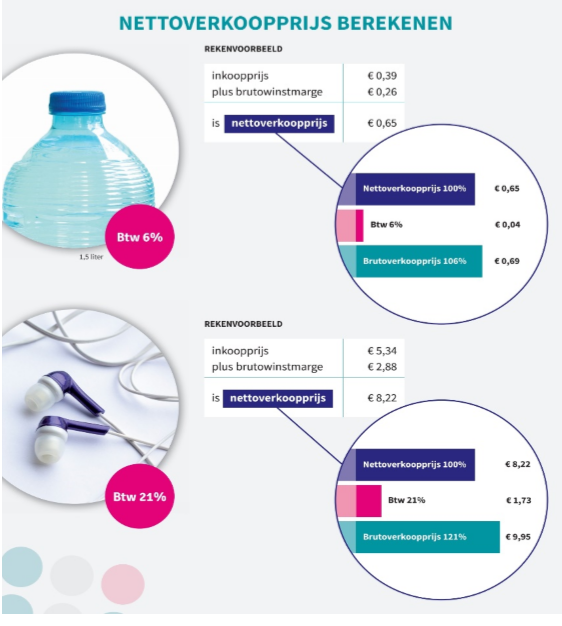 NETTOVERKOOPPRIJS BEREKENEN
REKENVOORBEELD
inkoopprijs € 0,39
plus brutowinstmarge € 0,26
is nettoverkoopprijs € 0,65
Nettoverkoopprijs 100% € 0,65
Btw 6% € 0,04
Brutoverkoopprijs 106% € 0,69
Btw 6%
1,5 liter
REKENVOORBEELD
inkoopprijs € 5,34
plus brutowinstmarge € 2,88
is nettoverkoopprijs € 8,22
Nettoverkoopprijs 100% € 8,22
Btw 21% € 1,73
Brutoverkoopprijs 121% € 9,95
Btw 21%